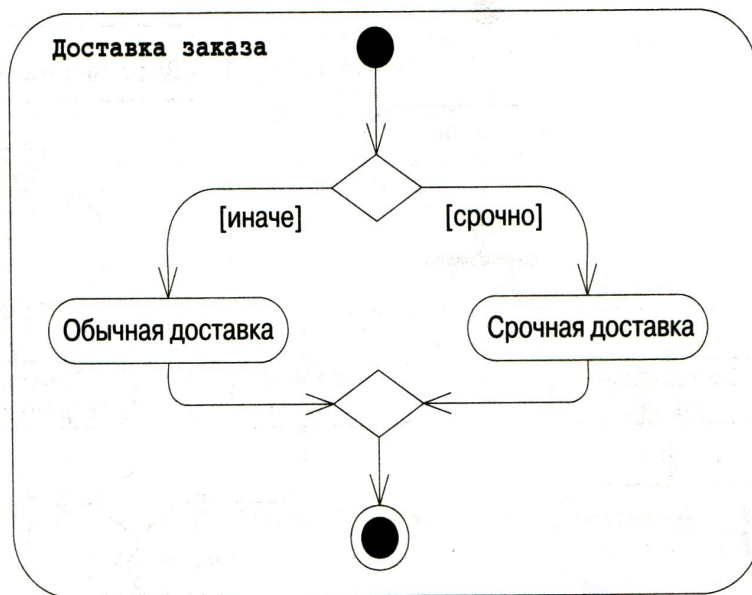 Доставка заказа
[иначе]
[срочно]
Обычная доставка
Срочная доставка